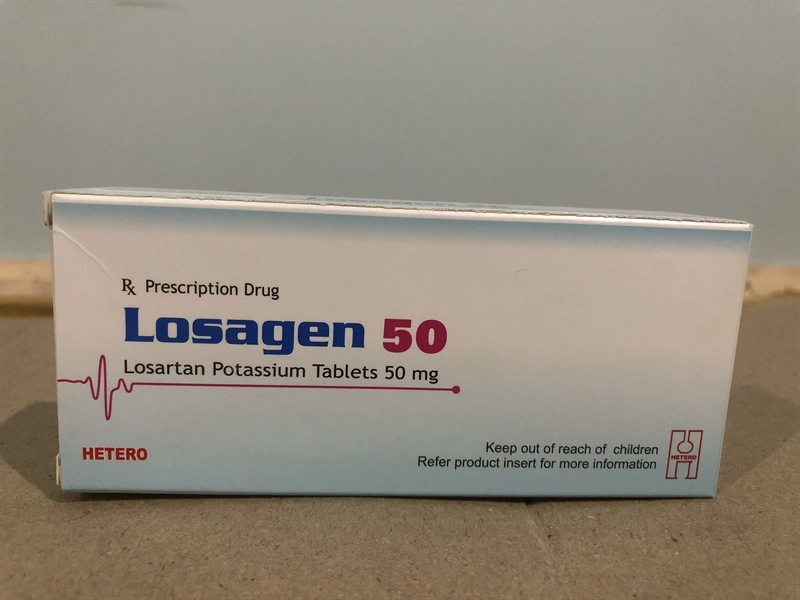 Rx Prescription Drug
Losagen 50
Losartan Potassium Tablets 50 mg
HETERO
Keep out of reach of children
Refer product insert for more information
HETERO